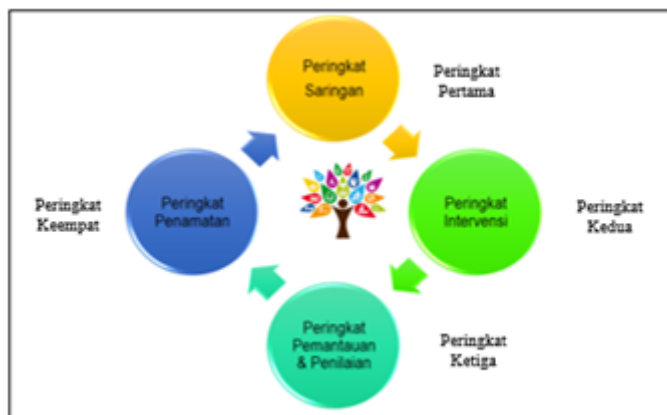 Peringkat
Saringan
Peringkat
Pertama
Peringkat
Intervensi
Peringkat
Kedua
Peringkat
Pemantauan
& Penilaian
Peringkat
Ketiga
Peringkat
Penamatan
Peringkat
Keempat